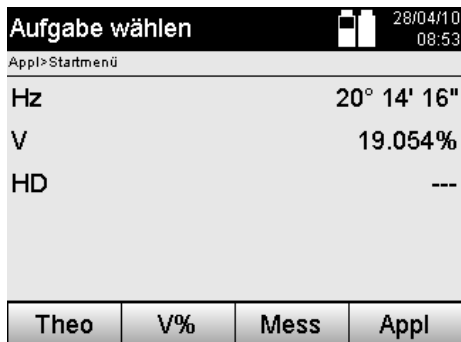 Aufgabe wählen 28/04/10
08:53
Appl>Startmenü
Hz 20° 14' 16"
V 19.054%
HD ---
Theo V% Mess Appl